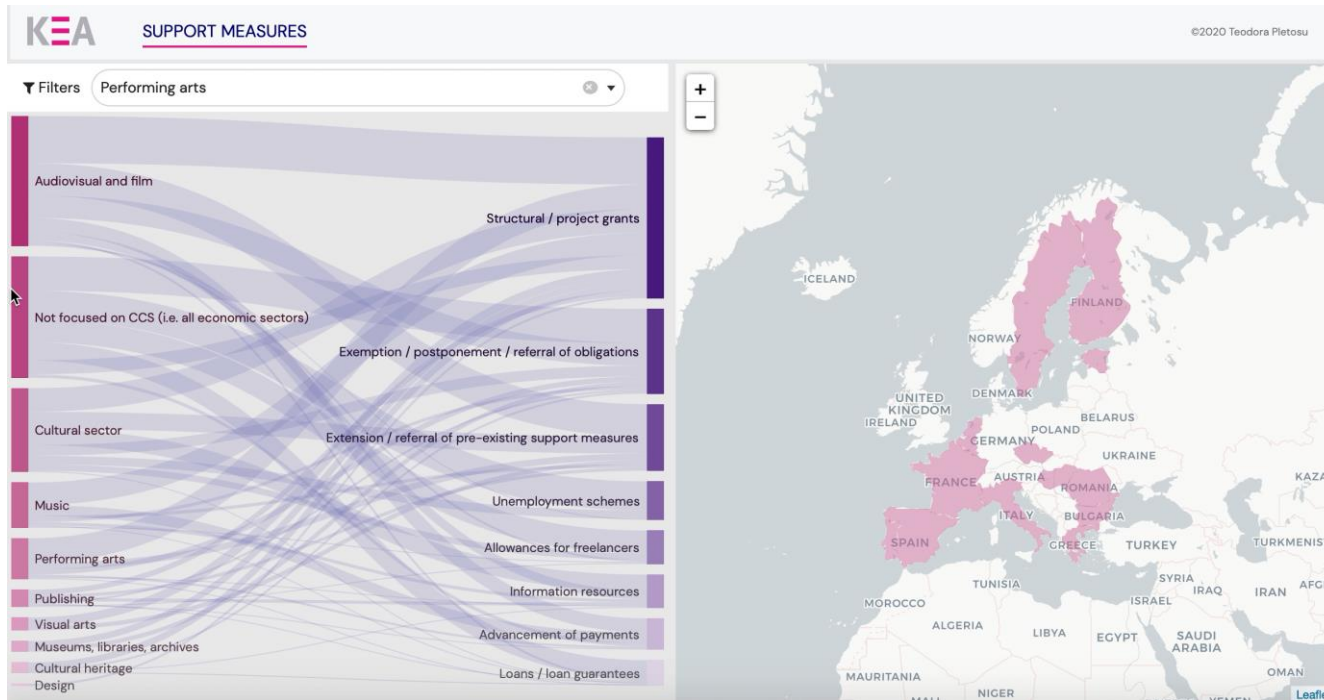 KEA
SUPPORT MEASURES
©2020 Teodora Pletosu
Filters
Performing arts
Audiovisual and film
Not focused on CCS (i.e. all economic sectors)
Cultural sector
Music
Performing arts
Publishing
Visual arts
Museums, libraries, archives
Cultural heritage
Design
Structural / project grants
Exemption / postponement / referral of obligations
Extension / referral of pre-existing support measures
Unemployment schemes
Allowances for freelancers
Information resources
Advancement of payments
Loans / loan guarantees
+
−
ICELAND
FINLAND
NORWAY
DENMARK
UNITED
KINGDOM
IRELAND
BELARUS
POLAND
GERMANY
UKRAINE
KAZA
AUSTRIA
FRANCE
ROMANIA
ITALY
BULGARIA
SPAIN
GREECE
TURKEY
TURKMENIS
SYRIA
TUNISIA
IRAQ
IRAN
AFG
ISRAEL
MOROCCO
ALGERIA
LIBYA
EGYPT
SAUDI
ARABIA
OMAN
MAURITANIA
NIGER
Leafle